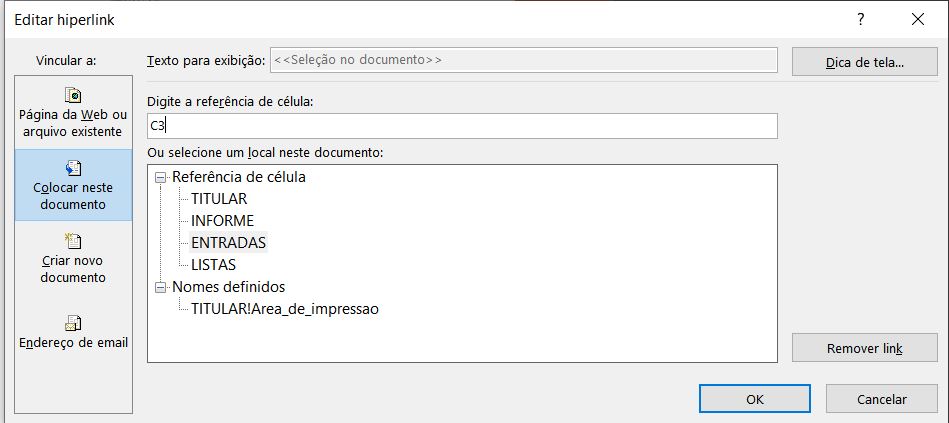 Editar hiperlink
?
Vincular a:
Texto para exibição:
<<Seleção no documento>>
Dica de tela...
Página da Web ou
arquivo existente
Digite a referência de célula:
C3
Ou selecione um local neste documento:
Colocar neste
documento
Referência de célula
TITULAR
INFORME
ENTRADAS
LISTAS
Nomes definidos
TITULAR!Area_de_impressao
Criar novo
documento
Endereço de email
Remover link
OK
Cancelar